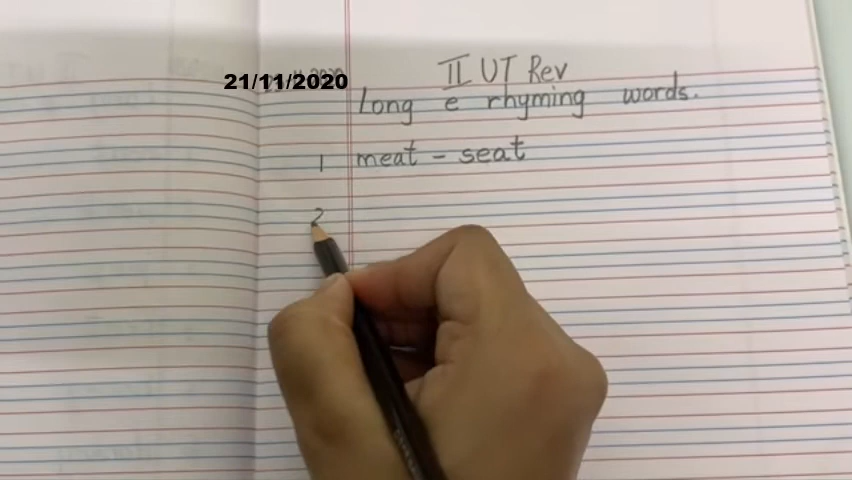 II UT Rev
21/11/2020
Long e rhyming words.
1 meat - seat
2